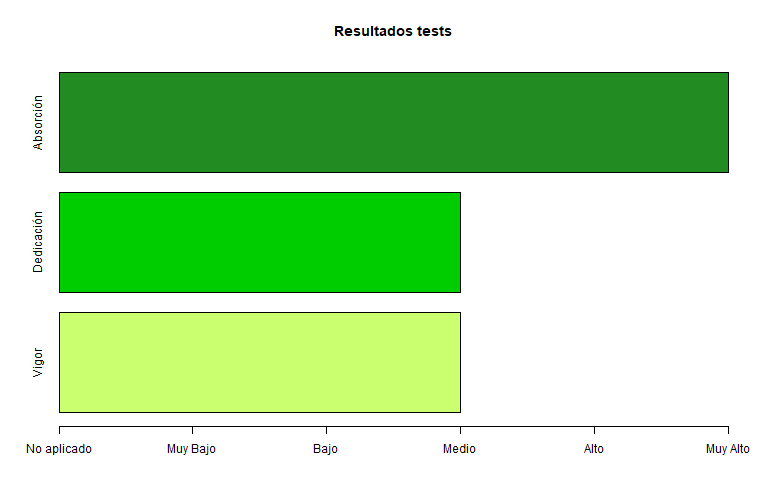 Resultados tests
Absorción
Dedicación
Vigor
No aplicado Muy Bajo Bajo Medio Alto Muy Alto